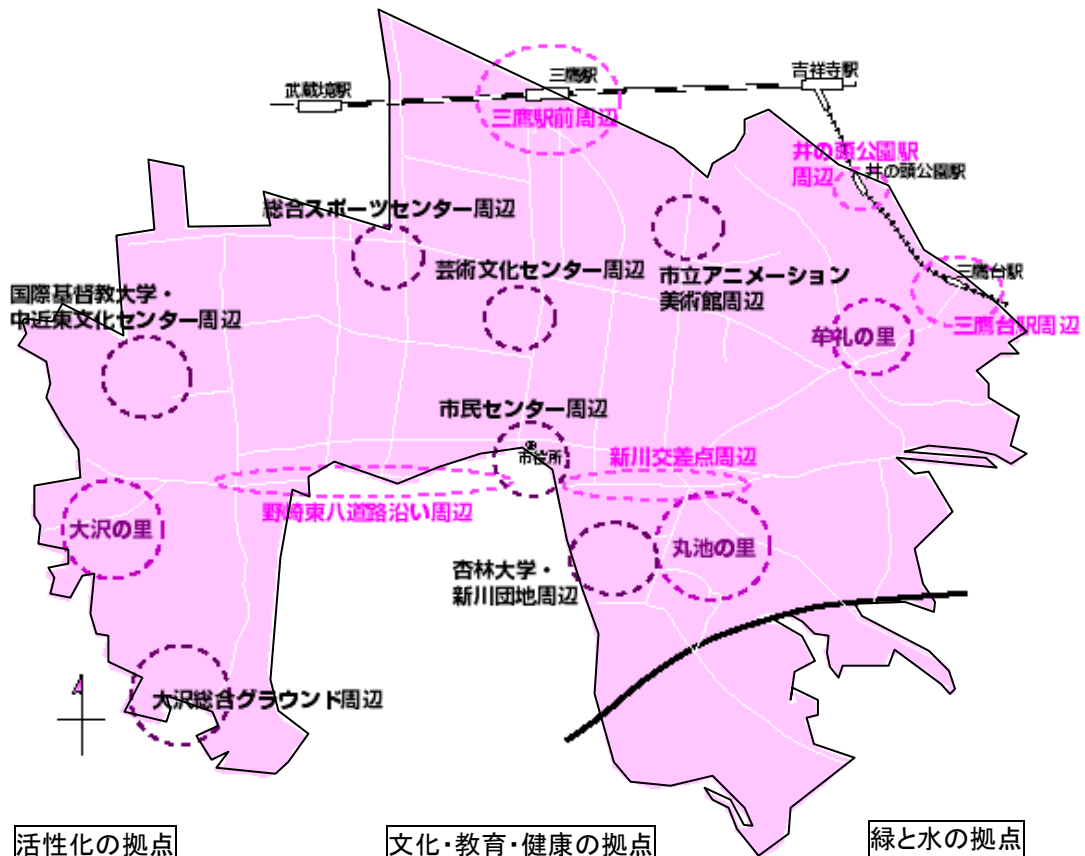 三鷹駅
吉祥寺駅
武蔵境駅
三鷹駅前周辺
井の頭公園駅
周辺
井の頭公園駅
総合スポーツセンター周辺
芸術文化センター周辺
市立アニメーション
美術館周辺
三鷹台駅
国際基督教大学・
中近東文化センター周辺
三鷹台駅周辺
牟礼の里
市民センター周辺
市役所
新川交差点周辺
野崎東八道路沿い周辺
大沢の里
丸池の里
杏林大学・
新川団地周辺
大沢総合グラウンド周辺
活性化の拠点
文化・教育・健康の拠点
緑と水の拠点